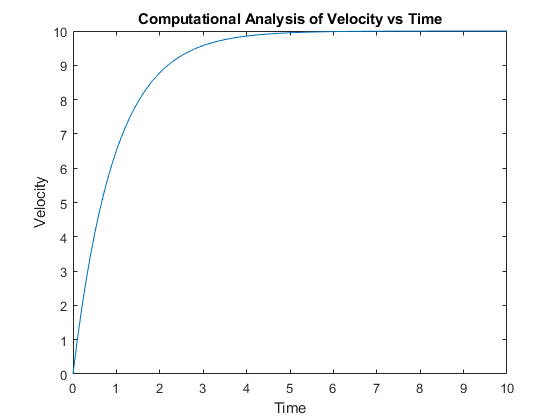 Computational Analysis of Velocity vs Time
10
9
8
7
6
5
4
3
2
1
0
Velocity
0 1 2 3 4 5 6 7 8 9 10
Time